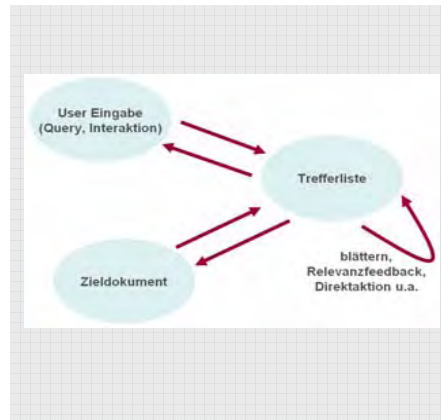 User Eingabe
(Query, Interaktion)
Trefferliste
Zieldokument
blättern,
Relevanzfeedback,
Direktaktion u.a.